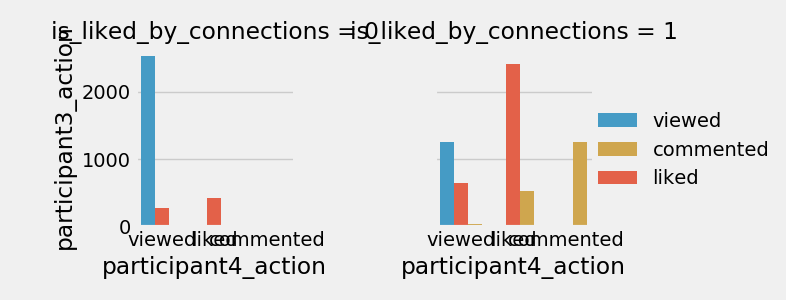 is_liked_by_connections = 0
is_liked_by_connections = 1
participant3_action
2000
1000
0
viewed
liked
commented
participant4_action
viewed
liked
commented
participant4_action
viewed
commented
liked